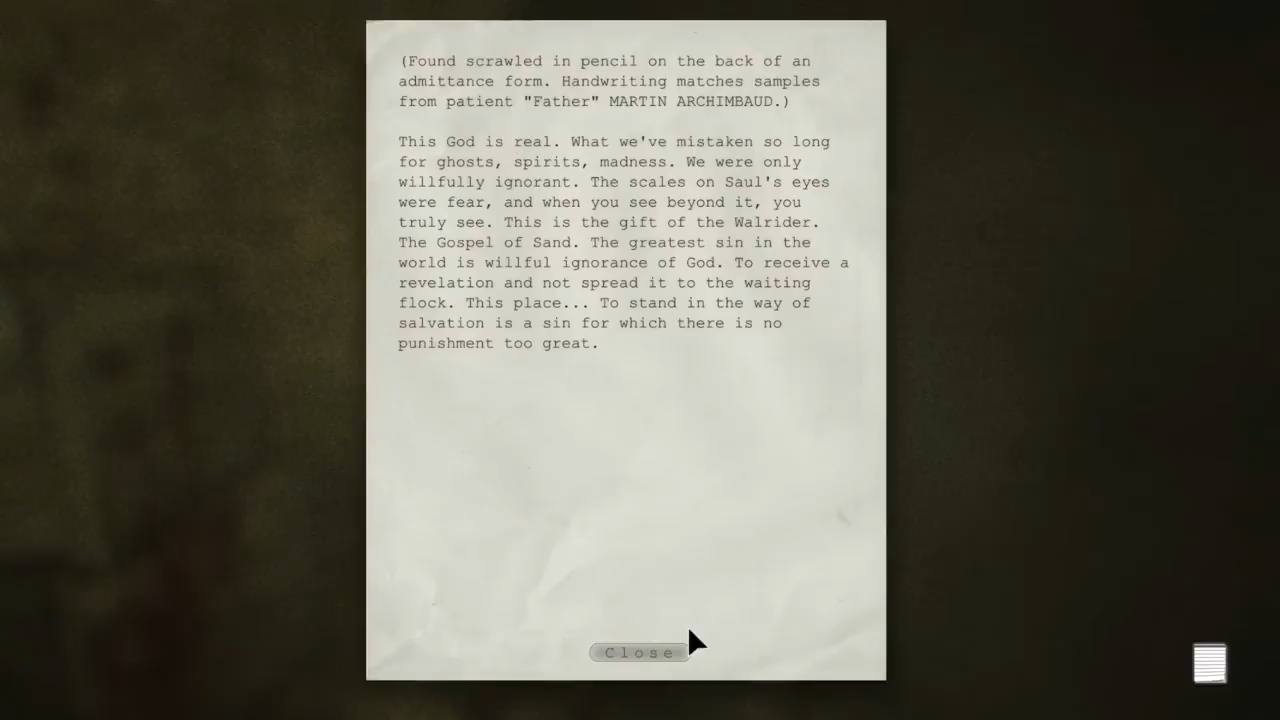 (Found scrawled in pencil on the back of an
admittance form. Handwriting matches samples
from patient "Father" MARTIN ARCHIMBAUD.)
This God is real. What we've mistaken so long
for ghosts, spirits, madness. We were only
willfully ignorant. The scales on Saul's eyes
were fear, and when you see beyond it, you
truly see. This is the gift of the Walrider.
The Gospel of Sand. The greatest sin in the
world is willful ignorance of God. To receive a
revelation and not spread it to the waiting
flock. This place... To stand in the way of
salvation is a sin for which there is no
punishment too great.
Close